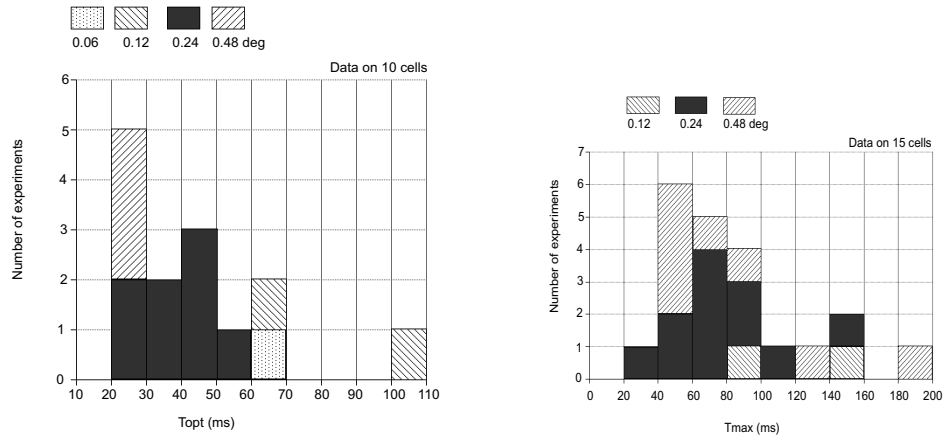 0.06 0.12 0.24 0.48 deg
Data on 10 cells
Number of experiments
6
5
4
3
2
1
0
10 20 30 40 50 60 70 80 90 100 110
Topt (ms)
0.12 0.24 0.48 deg
Data on 15 cells
Number of experiments
7
6
5
4
3
2
1
0
0 20 40 60 80 100 120 140 160 180 200
Tmax (ms)